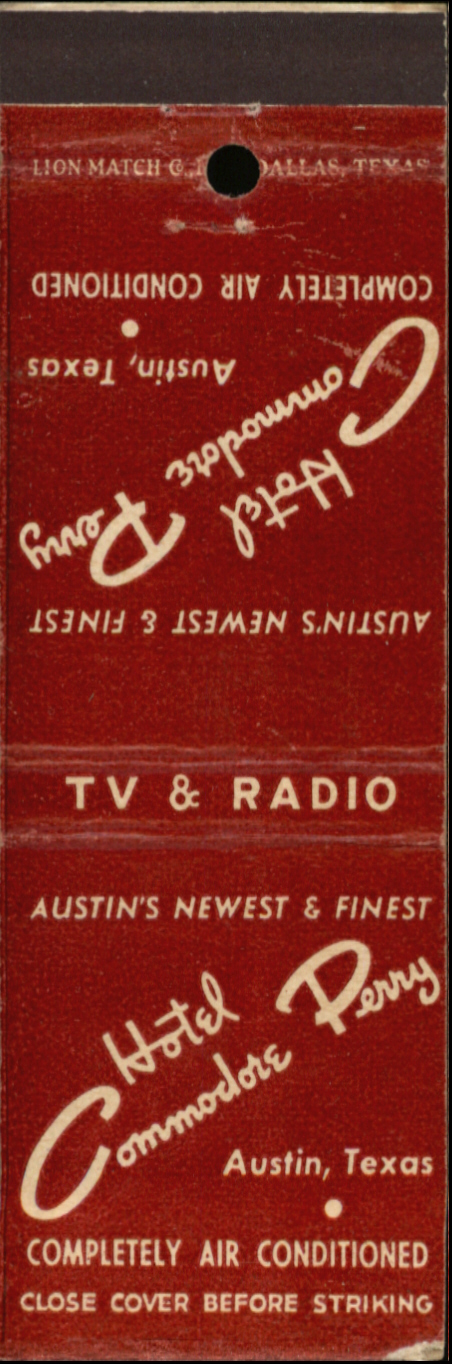 LION MATCH CO. DALLAS, TEXAS
COMPLETELY AIR CONDITIONED
Austin, Texas
Hotel
Commodore Perry
AUSTIN'S NEWEST & FINEST
TV & RADIO
AUSTIN'S NEWEST & FINEST
Hotel
Commodore Perry
Austin, Texas
COMPLETELY AIR CONDITIONED
CLOSE COVER BEFORE STRIKING